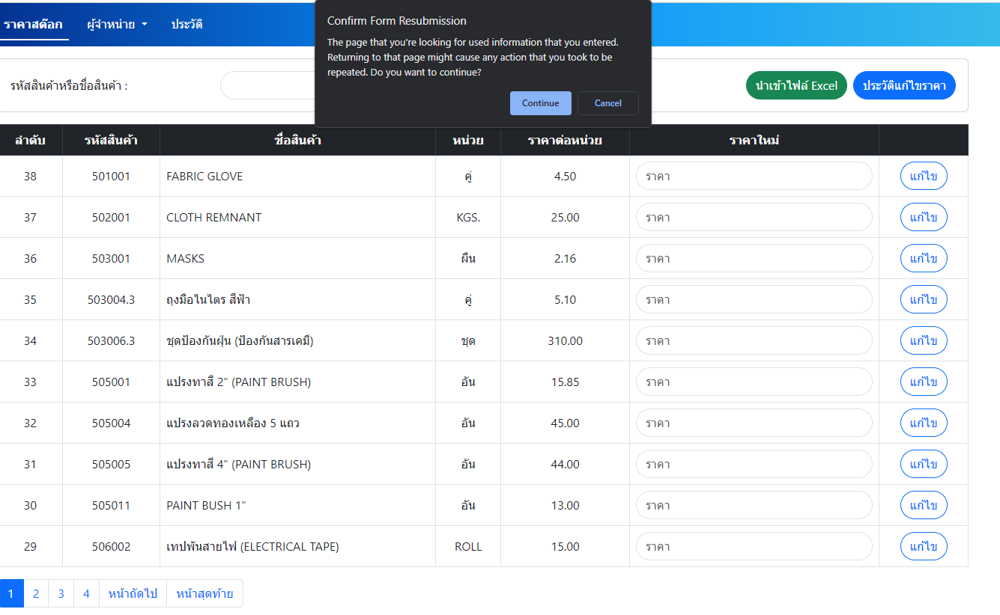 ราคาสต๊อก ผู้จำหน่าย ประวัติ
Confirm Form Resubmission
The page that you're looking for used information that you entered.
Returning to that page might cause any action that you took to be
repeated. Do you want to continue?
Continue Cancel
รหัสสินค้าหรือชื่อสินค้า : นำเข้าไฟล์ Excel ประวัติแก้ไขราคา
ลำดับ รหัสสินค้า ชื่อสินค้า หน่วย ราคาต่อหน่วย ราคาใหม่
38 501001 FABRIC GLOVE คู่ 4.50 ราคา แก้ไข
37 502001 CLOTH REMNANT KGS. 25.00 ราคา แก้ไข
36 503001 MASKS ผืน 2.16 ราคา แก้ไข
35 503004.3 ถุงมือไนไตร สีฟ้า คู่ 5.10 ราคา แก้ไข
34 503006.3 ชุดป้องกันฝุ่น (ป้องกันสารเคมี) ชุด 310.00 ราคา แก้ไข
33 505001 แปรงทาสี 2" (PAINT BRUSH) อัน 15.85 ราคา แก้ไข
32 505004 แปรงลวดทองเหลือง 5 แถว อัน 45.00 ราคา แก้ไข
31 505005 แปรงทาสี 4" (PAINT BRUSH) อัน 44.00 ราคา แก้ไข
30 505011 PAINT BUSH 1" อัน 13.00 ราคา แก้ไข
29 506002 เทปพันสายไฟ (ELECTRICAL TAPE) ROLL 15.00 ราคา แก้ไข
1 2 3 4 หน้าถัดไป หน้าสุดท้าย